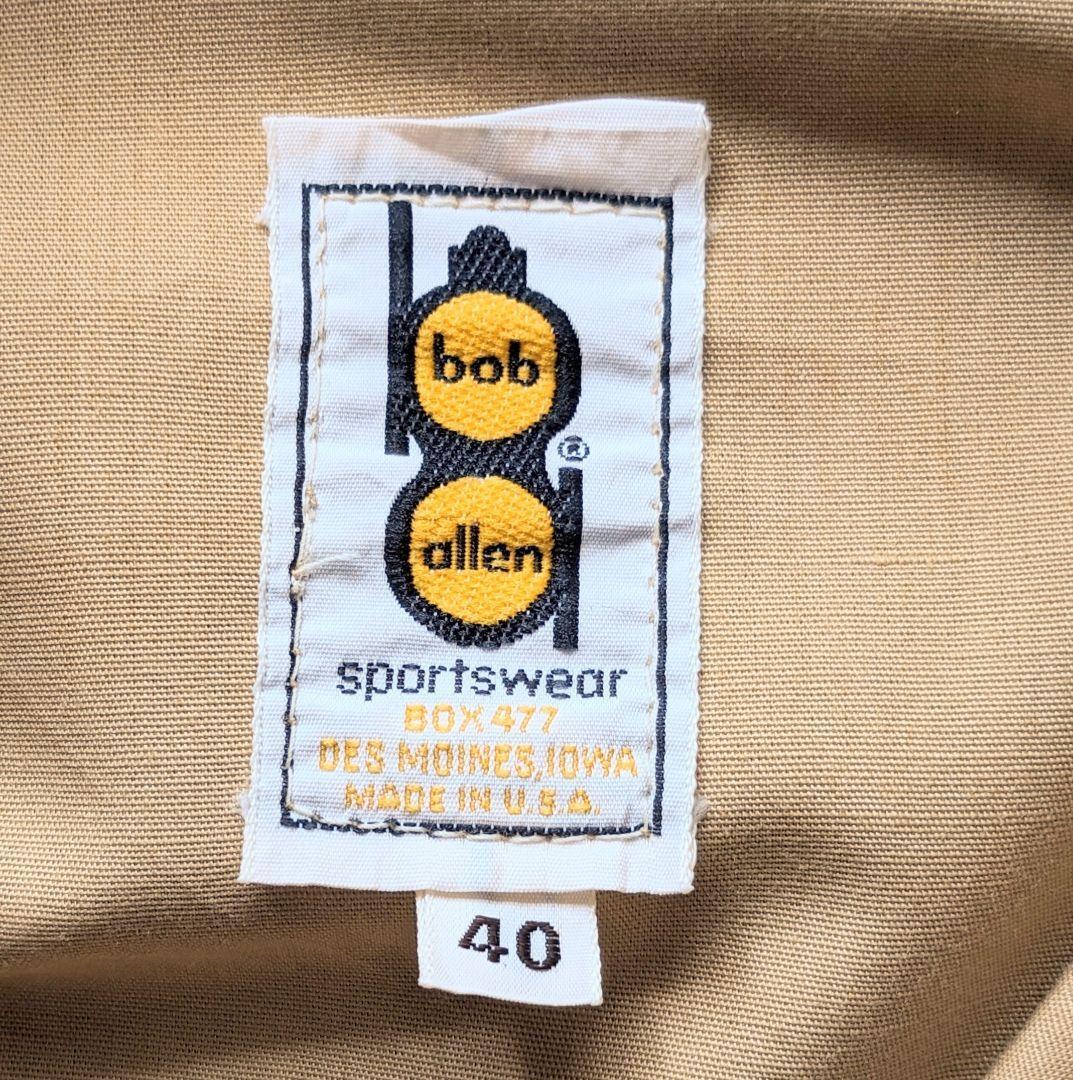 bob
®
allen
sportswear
BOX 477
DES MOINES, IOWA
MADE IN U.S.A.
40